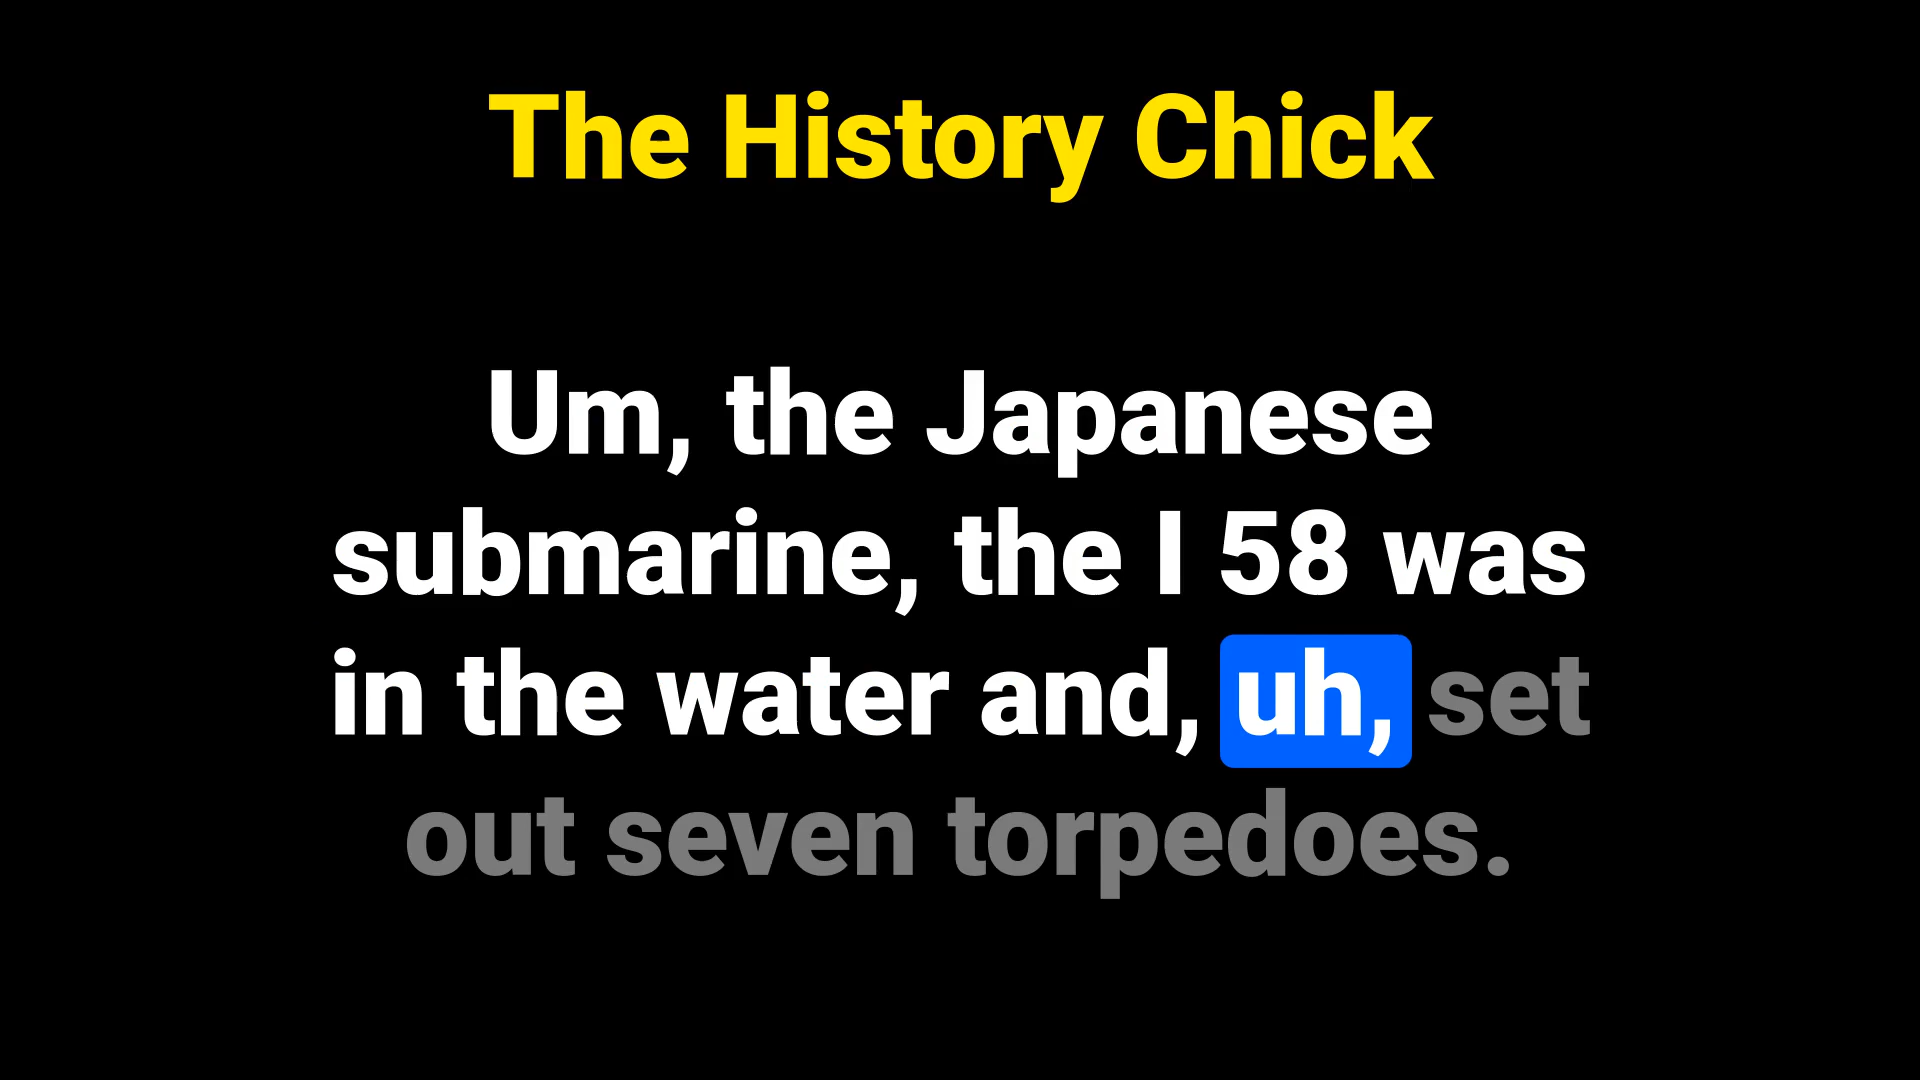 The History Chick
Um, the Japanese
submarine, the I 58 was
in the water and, uh, set
out seven torpedoes.